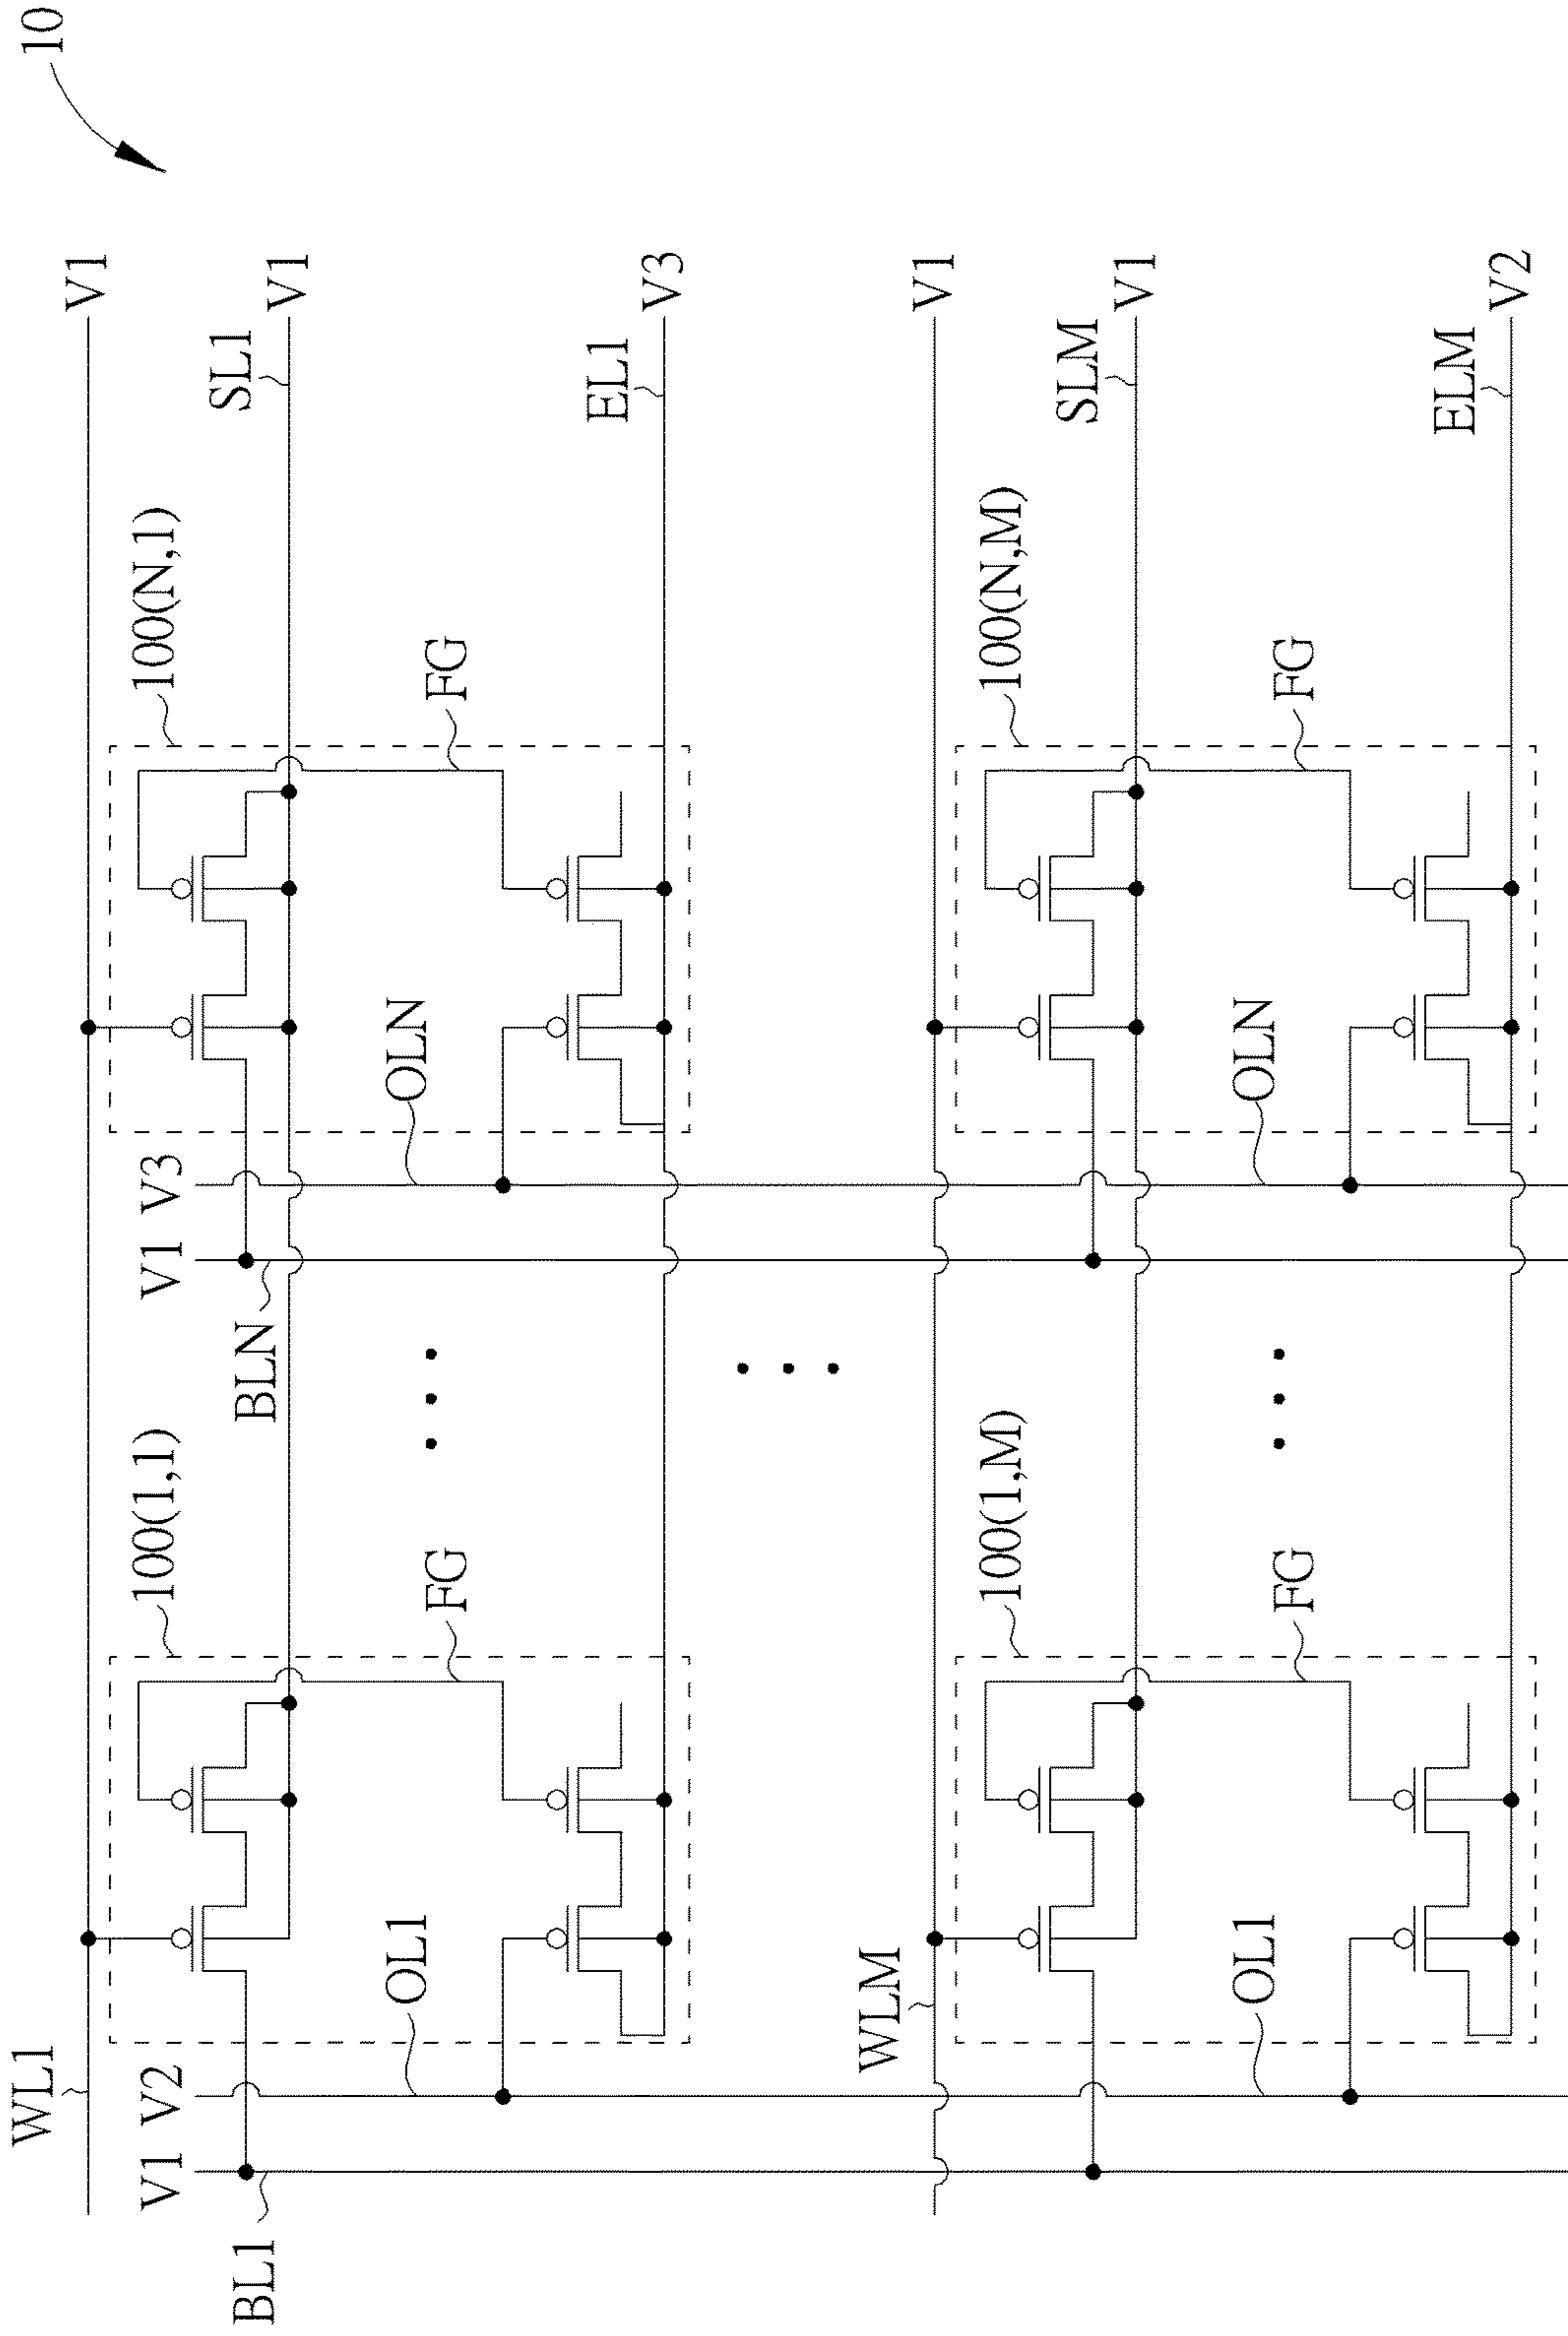 10
WL1
V1
V1
V2
V1
V3
BL1
BLN
100(1,1)
100(N,1)
SL1
V1
OL1
FG
OLN
FG
EL1
V3
WLM
V1
100(1,M)
100(N,M)
SLM
V1
OL1
FG
OLN
FG
ELM
V2